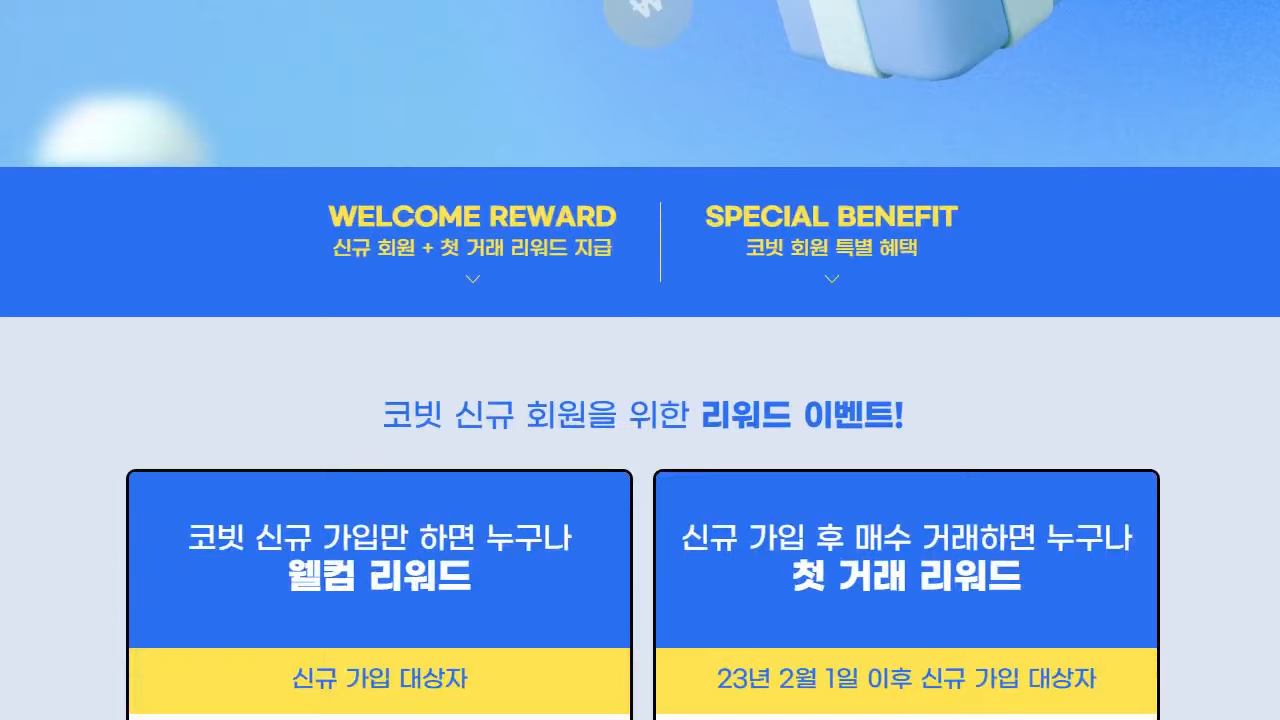 ₩
WELCOME REWARD
신규 회원 + 첫 거래 리워드 지급
SPECIAL BENEFIT
코빗 회원 특별 혜택
코빗 신규 회원을 위한 리워드 이벤트!
코빗 신규 가입만 하면 누구나
웰컴 리워드
신규 가입 대상자
신규 가입 후 매수 거래하면 누구나
첫 거래 리워드
23년 2월 1일 이후 신규 가입 대상자